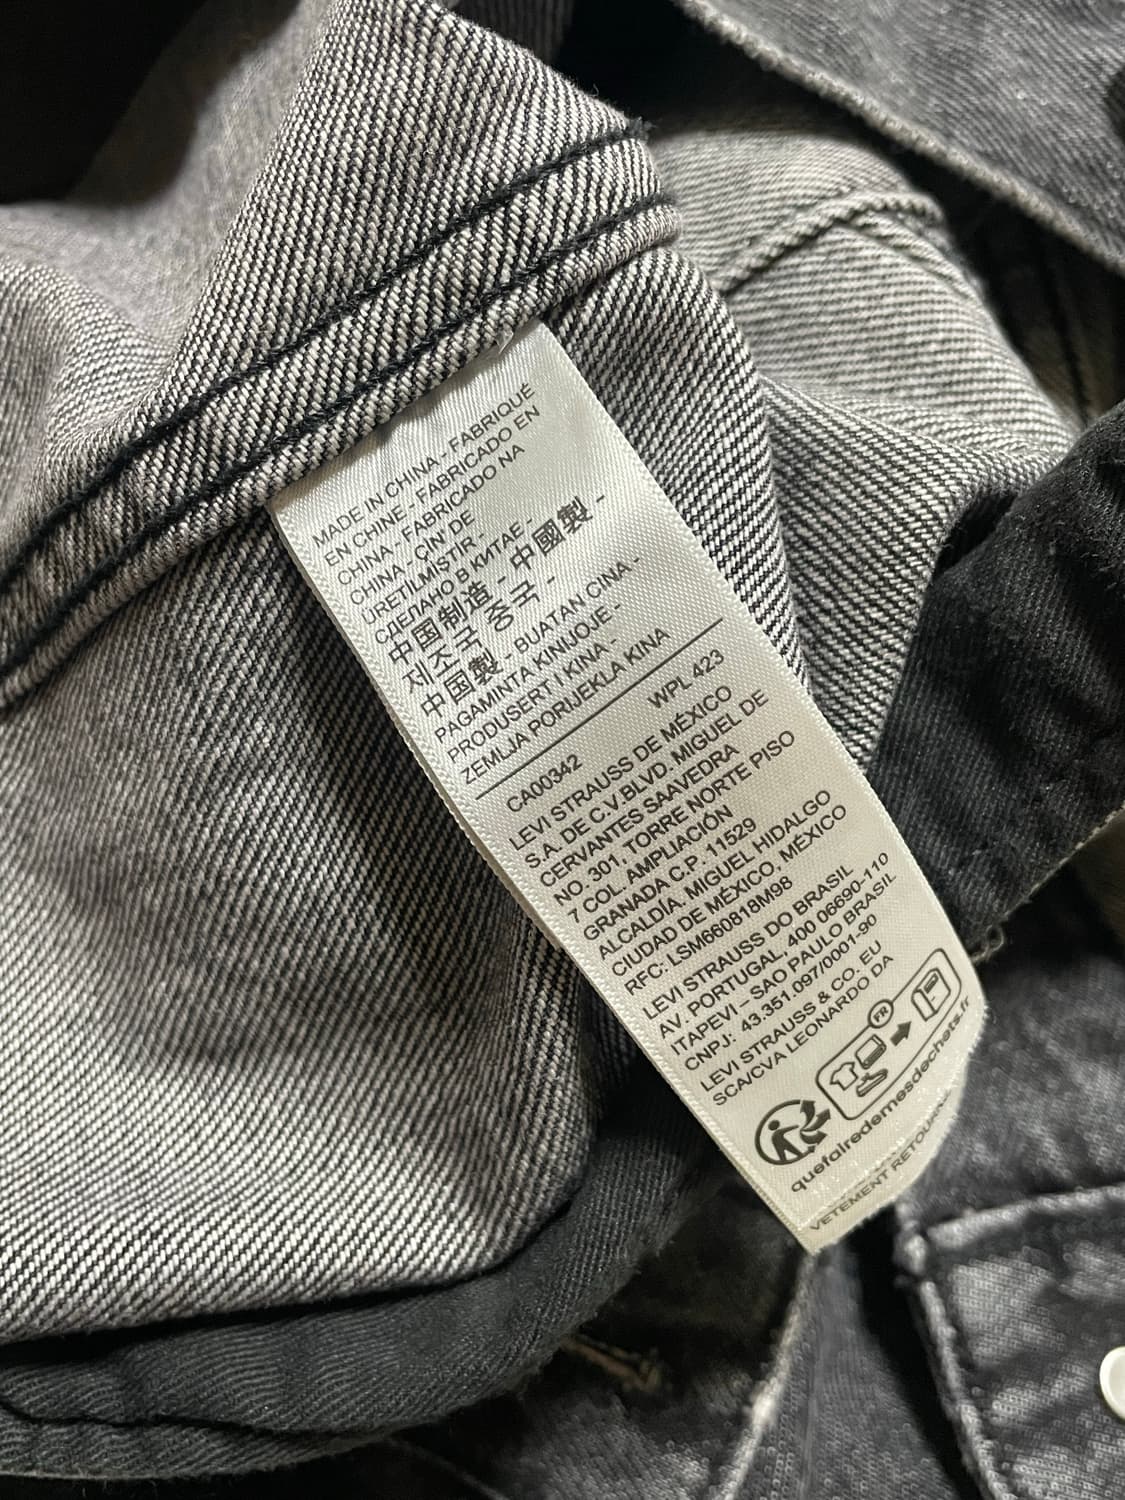 MADE IN CHINA - FABRIQUÉ
EN CHINE - FABRICADO EN
CHINA - FABRICADO NA
CHINA - ÇIN' DE
ÜRETILMISTIR -
СДЕЛАНО В КИТАЕ -
中国制造 - 中國製 -
제조국 중국 -
中国製 - BUATAN CINA -
PAGAMINTA KINIJOJE -
PRODUSERT I KINA -
ZEMLJA PORIJEKLA KINA
CA00342 WPL 423
LEVI STRAUSS DE MÉXICO
S.A. DE C.V.BLVD. MIGUEL DE
CERVANTES SAAVEDRA
NO. 301, TORRE NORTE PISO
7 COL. AMPLIACIÓN
GRANADA C.P. 11529
ALCALDÍA. MIGUEL HIDALGO
CIUDAD DE MÉXICO, MÉXICO
RFC: LSM660818M98
LEVI STRAUSS DO BRASIL
AV. PORTUGAL, 400 06690-110
ITAPEVI – SAO PAULO BRASIL
CNPJ: 43.351.097/0001-90
LEVI STRAUSS & CO. EU
SCA/CVA LEONARDO DA
FR
quefairedemesdechets.fr
VETEMENT